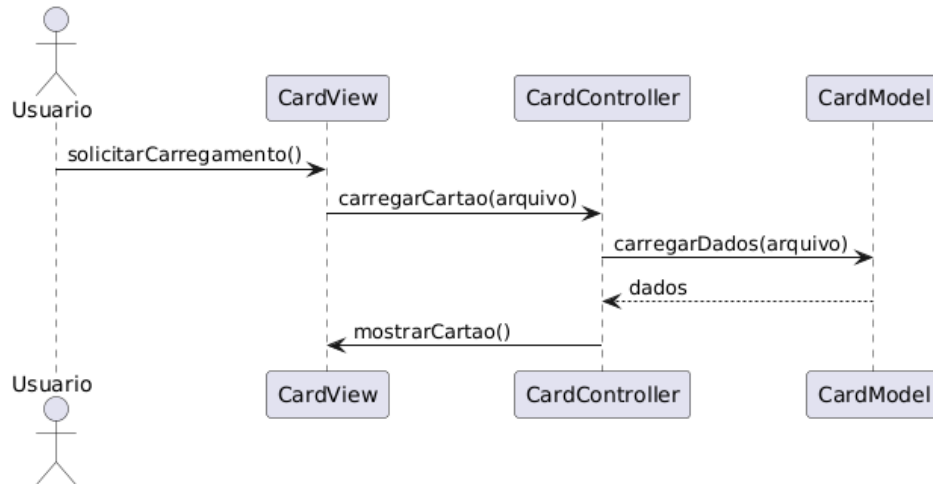 Usuario
CardView
CardController
CardModel
solicitarCarregamento()
carregarCartao(arquivo)
carregarDados(arquivo)
dados
mostrarCartao()
Usuario
CardView
CardController
CardModel